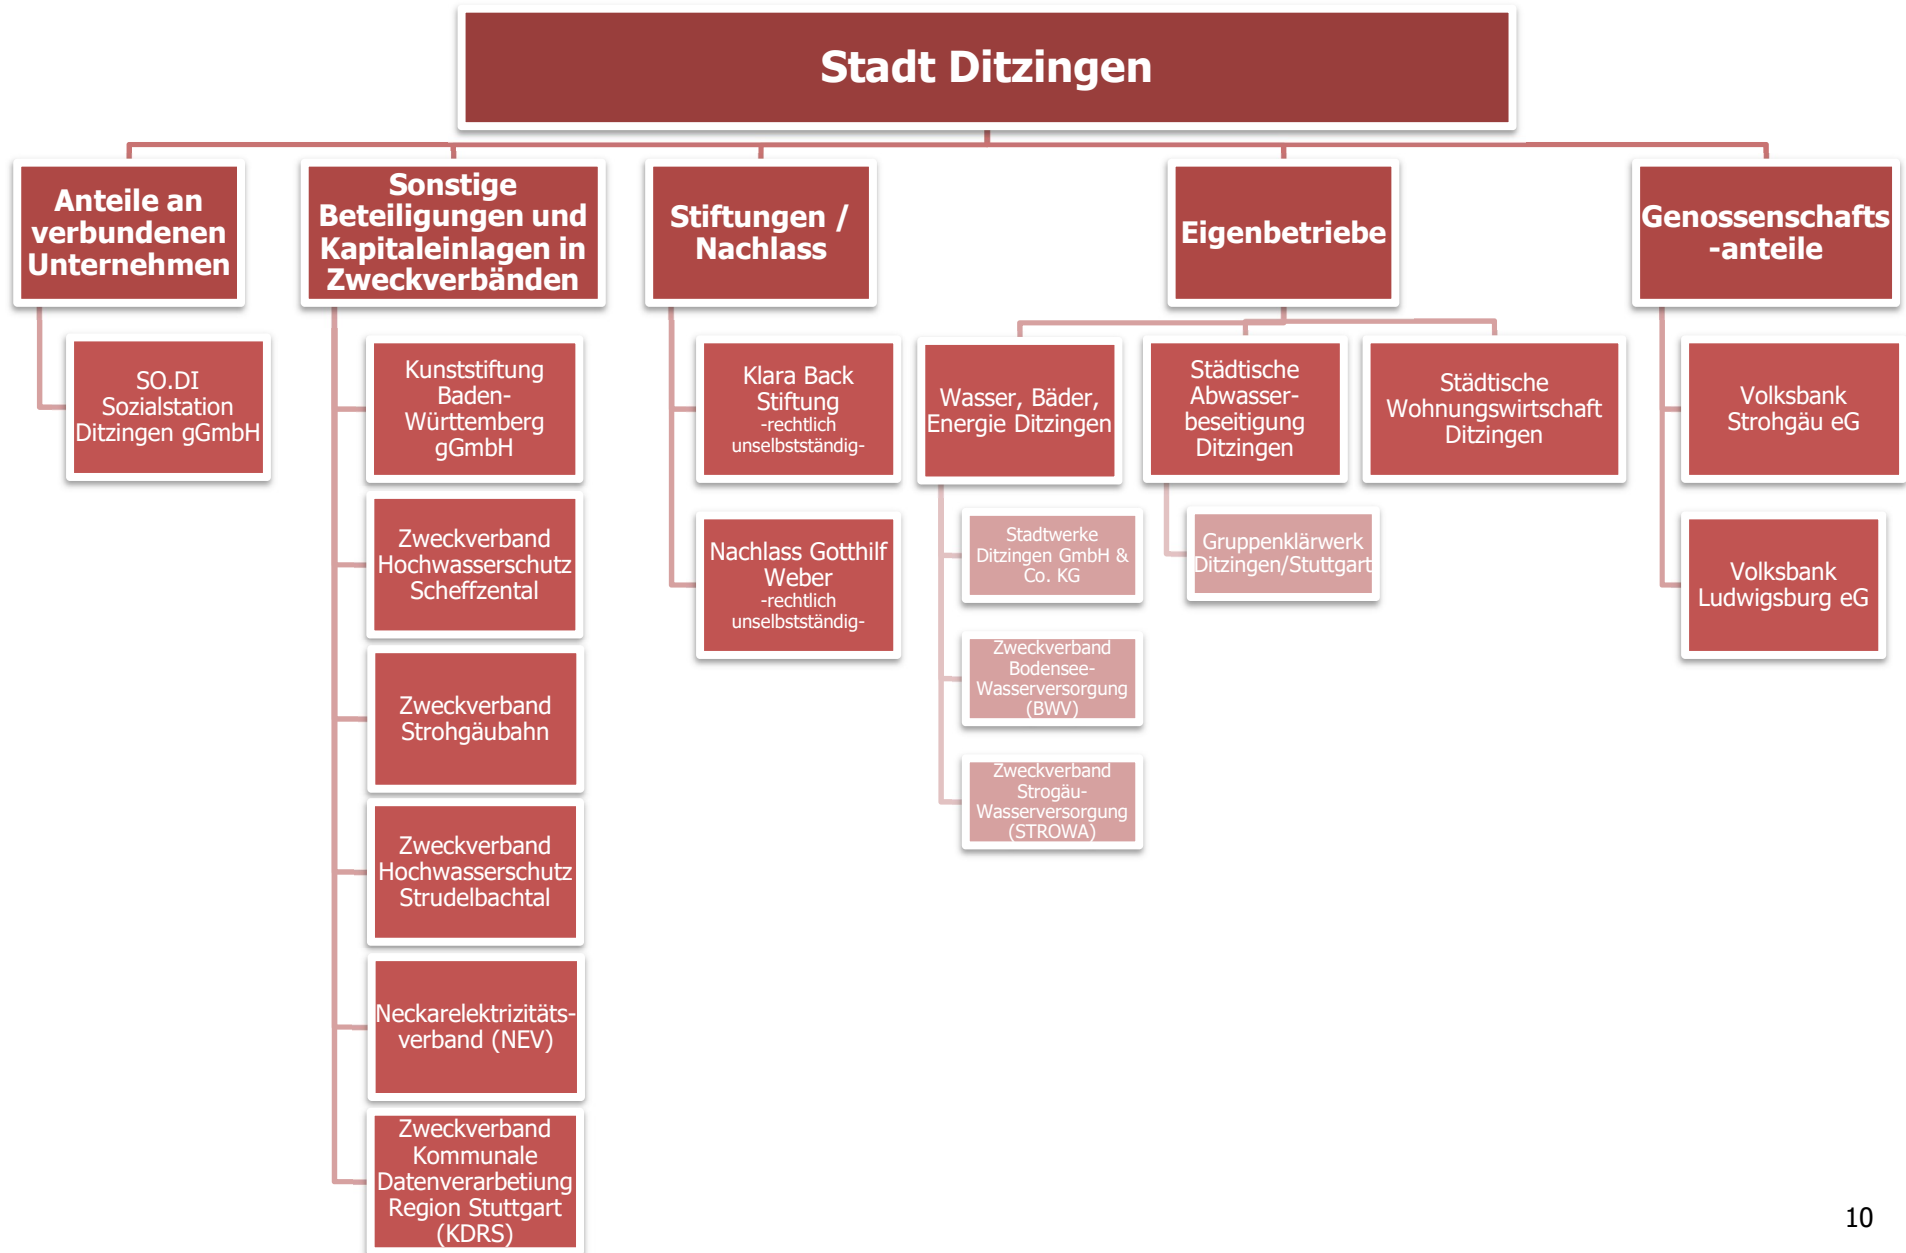 Stadt Ditzingen
Anteile an
verbundenen
Unternehmen
SO.DI
Sozialstation
Ditzingen gGmbH
Sonstige
Beteiligungen und
Kapitaleinlagen in
Zweckverbänden
Kunststiftung
Baden-
Württemberg
gGmbH
Zweckverband
Hochwasserschutz
Scheffzental
Zweckverband
Strohgäubahn
Zweckverband
Hochwasserschutz
Strudelbachtal
Neckarelektrizitäts-
verband (NEV)
Zweckverband
Kommunale
Datenverarbetiung
Region Stuttgart
(KDRS)
Stiftungen /
Nachlass
Klara Back
Stiftung
-rechtlich
unselbstständig-
Nachlass Gotthilf
Weber
-rechtlich
unselbstständig-
Eigenbetriebe
Wasser, Bäder,
Energie Ditzingen
Stadtwerke
Ditzingen GmbH &
Co. KG
Zweckverband
Bodensee-
Wasserversorgung
(BWV)
Zweckverband
Strogäu-
Wasserversorgung
(STROWA)
Städtische
Abwasser-
beseitigung
Ditzingen
Gruppenklärwerk
Ditzingen/Stuttgart
Städtische
Wohnungswirtschaft
Ditzingen
Genossenschafts
-anteile
Volksbank
Strohgäu eG
Volksbank
Ludwigsburg eG
10